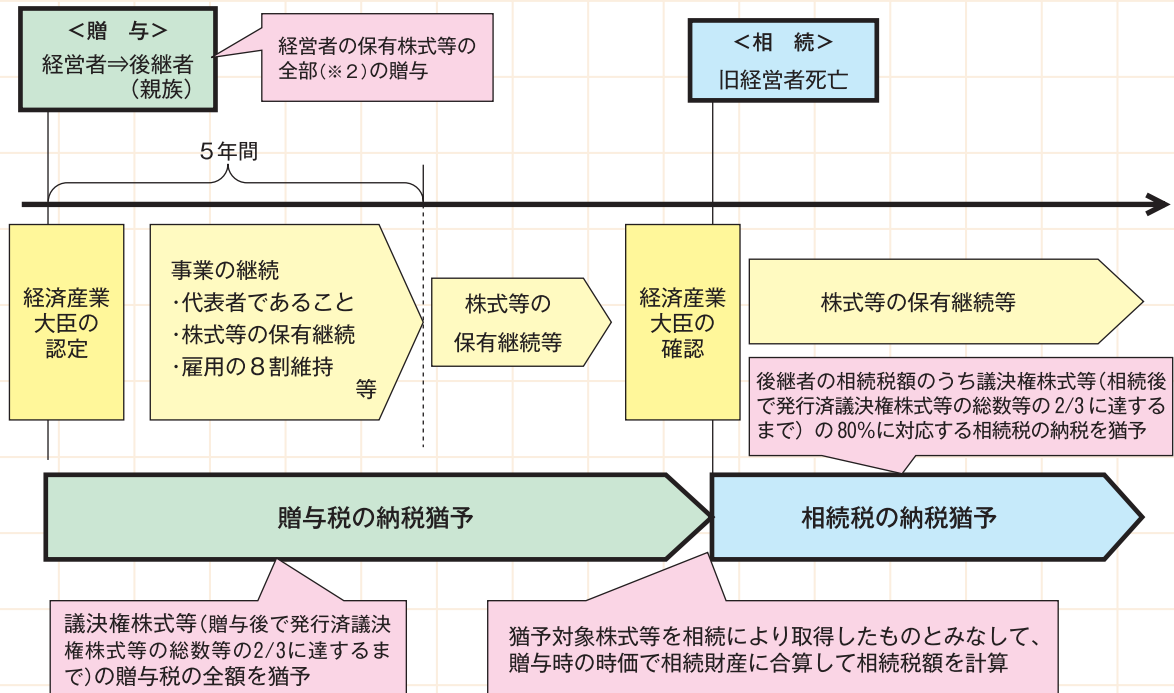 ＜贈　与＞
経営者⇒後継者
（親族）
経営者の保有株式等の
全部（※２）の贈与
＜相　続＞
旧経営者死亡
５年間
経済産業
大臣の
認定
事業の継続
・代表者であること
・株式等の保有継続
・雇用の８割維持
等
株式等の
保有継続等
経済産業
大臣の
確認
株式等の保有継続等
後継者の相続税額のうち議決権株式等（相続後
で発行済議決権株式等の総数等の2/3に達する
まで）の80％に対応する相続税の納税を猶予
贈与税の納税猶予
相続税の納税猶予
議決権株式等（贈与後で発行済議決
権株式等の総数等の2/3に達するま
で）の贈与税の全額を猶予
猶予対象株式等を相続により取得したものとみなして、
贈与時の時価で相続財産に合算して相続税額を計算